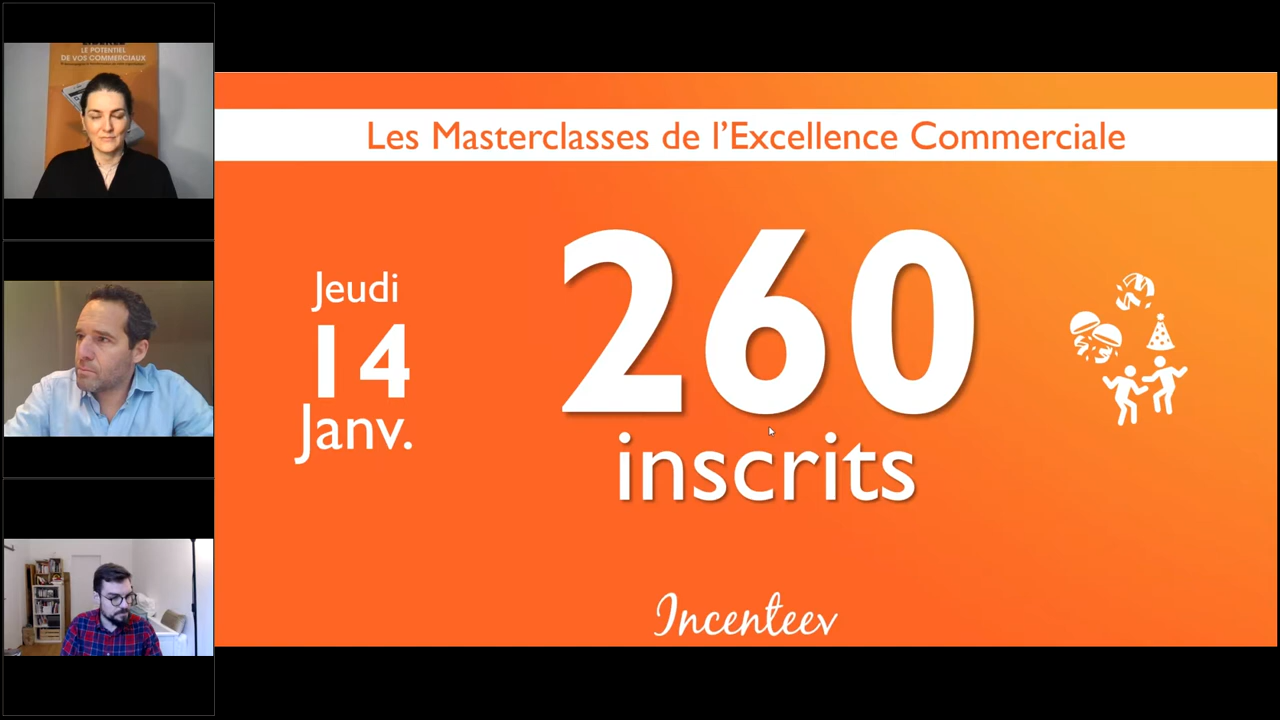 LE POTENTIEL
DE VOS COMMERCIAUX
Les Masterclasses de l'Excellence Commerciale
Jeudi
14
Janv.
260
inscrits
Incenteev